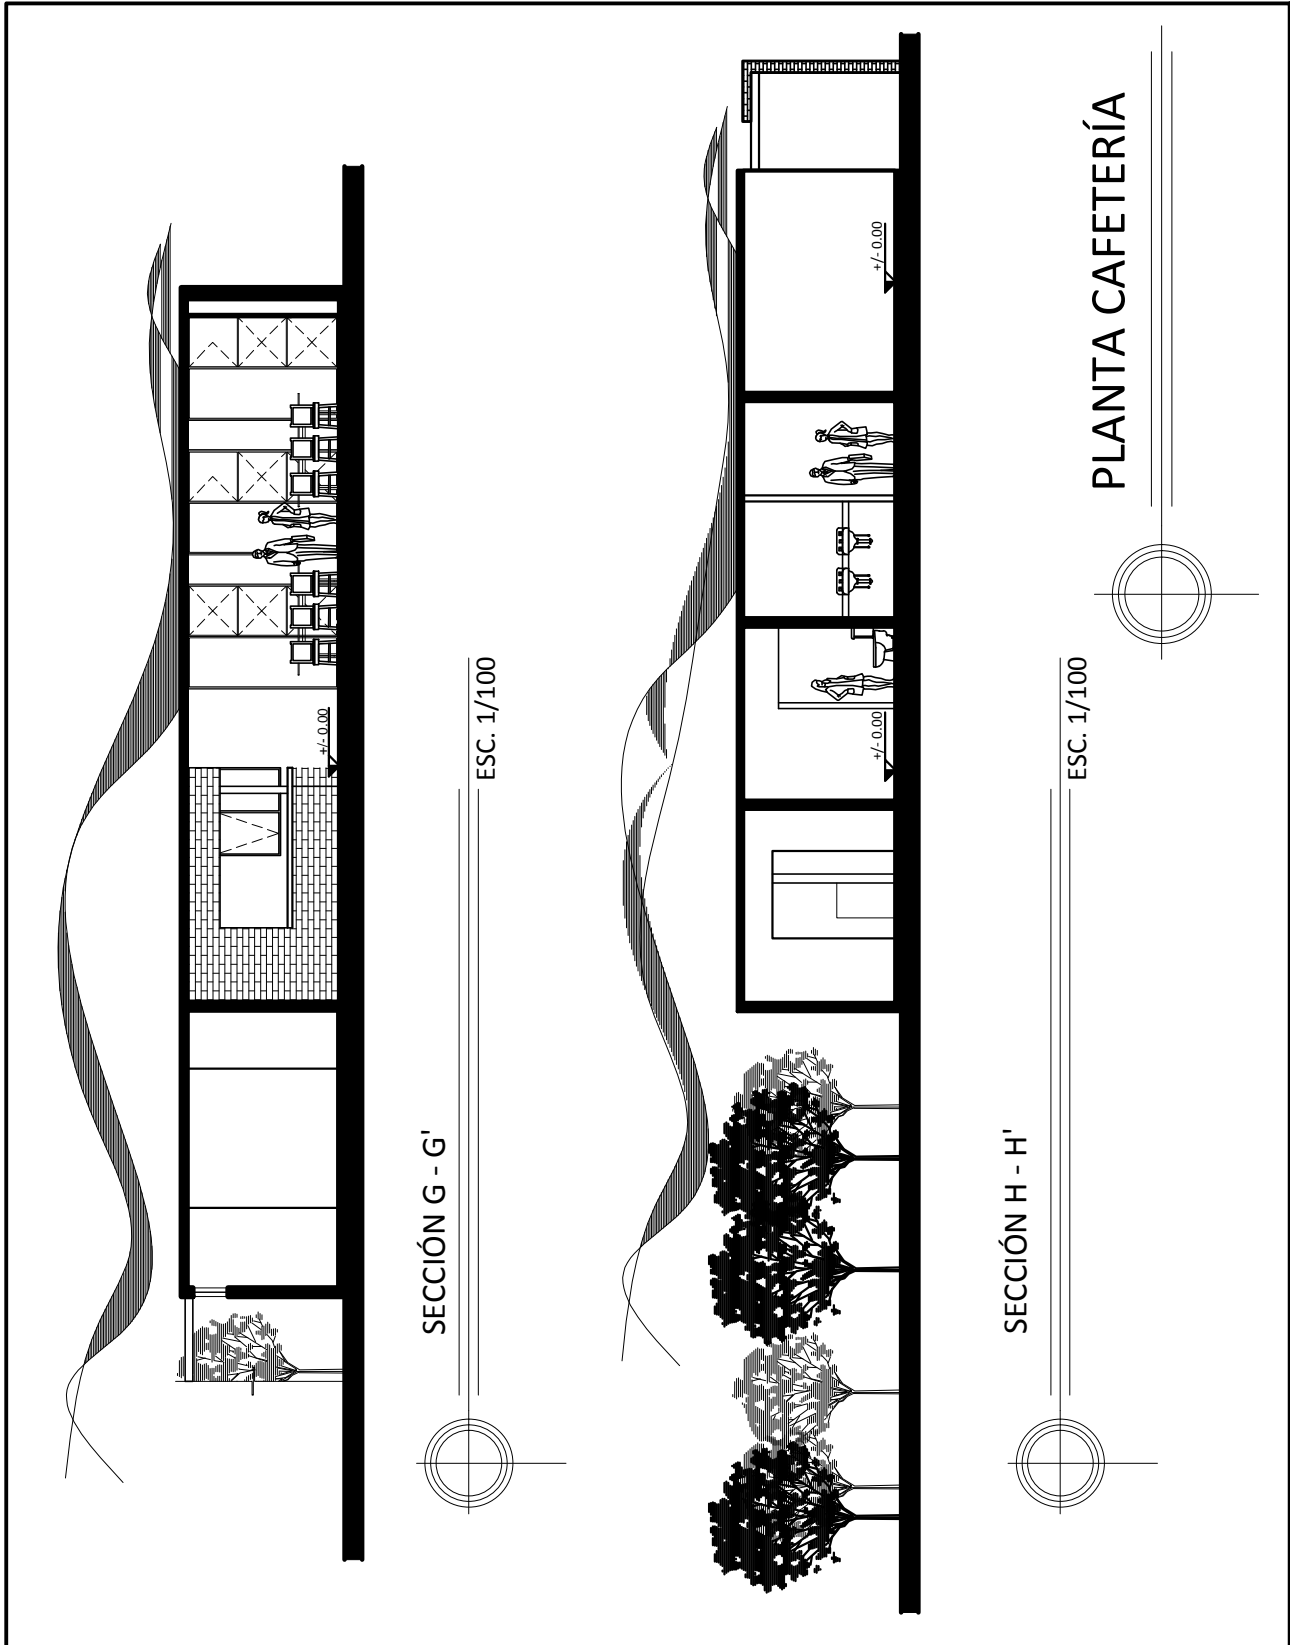 +/- 0.00
SECCIÓN G - G'
ESC. 1/100
+/- 0.00
+/- 0.00
SECCIÓN H - H'
ESC. 1/100
PLANTA CAFETERÍA